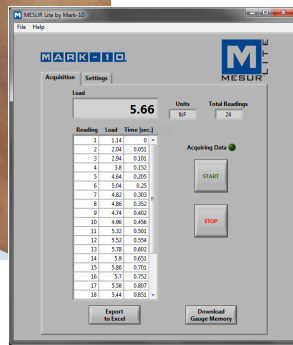 MESUR Lite by Mark-10
File Help
MARK-10
M
MESUR
LITE
Acquisition Settings
Load
5.66
Units
lbF
Total Readings
24
Reading Load Time [sec.]
1 1.14 0
2 2.04 0.051
3 2.94 0.101
4 3.8 0.152
5 4.64 0.205
6 5.04 0.25
7 4.82 0.303
8 4.86 0.352
9 4.74 0.402
10 4.96 0.456
11 5.32 0.501
12 5.52 0.554
13 5.78 0.602
14 5.9 0.651
15 5.86 0.701
16 5.7 0.752
17 5.58 0.807
18 5.44 0.851
Acquiring Data
START
STOP
Export
to Excel
Download
Gauge Memory